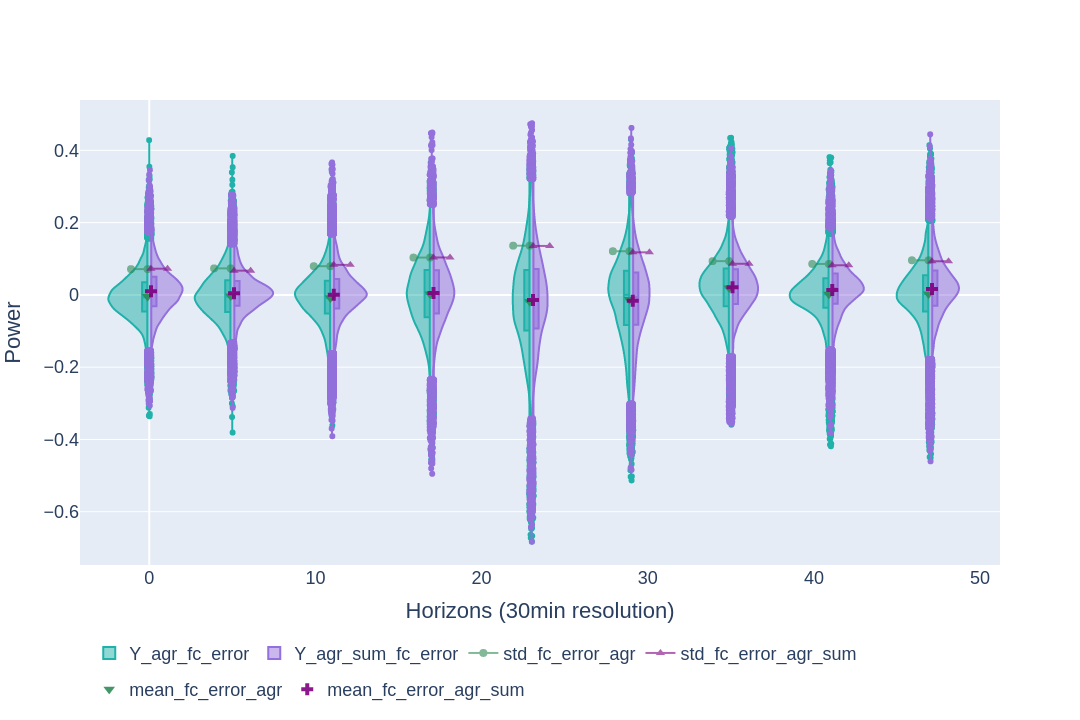 0.4
0.2
0
−0.2
−0.4
−0.6
Power
0 10 20 30 40 50
Horizons (30min resolution)
Y_agr_fc_error Y_agr_sum_fc_error std_fc_error_agr std_fc_error_agr_sum
mean_fc_error_agr mean_fc_error_agr_sum